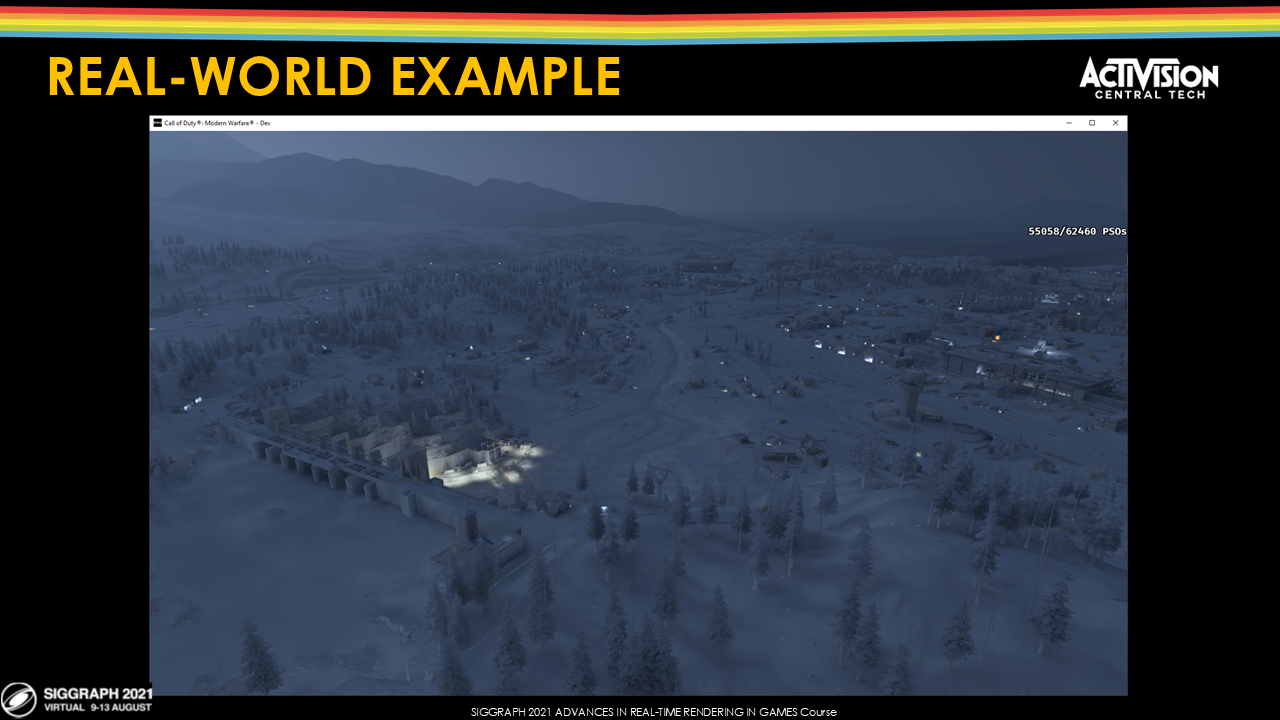 REAL-WORLD EXAMPLE
ACTIVISION
CENTRAL TECH
Call of Duty®: Modern Warfare® - Dev
55058/62460 PSOs
SIGGRAPH 2021
VIRTUAL 9-13 AUGUST
SIGGRAPH 2021 ADVANCES IN REAL-TIME RENDERING IN GAMES Course